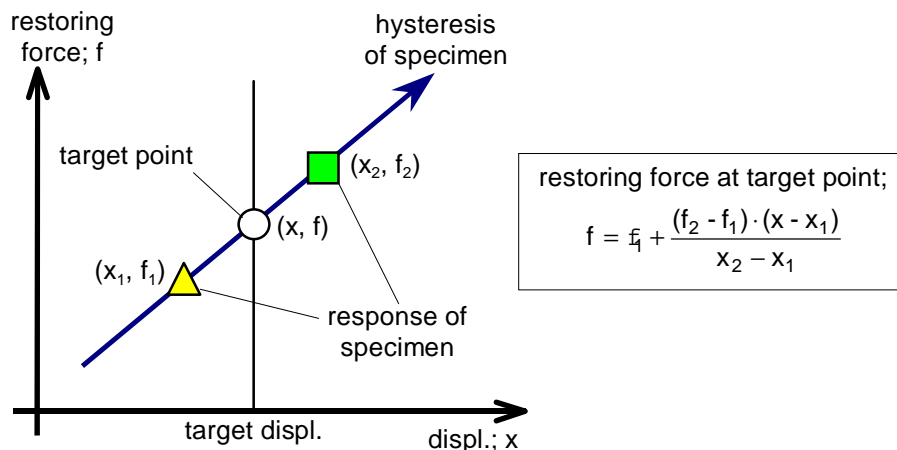 restoring
force; f
hysteresis
of specimen
target point
(x₂, f₂)
(x, f)
(x₁, f₁)
response of
specimen
target displ.
displ.; x
restoring force at target point;
f = f₁ + (f₂ - f₁)·(x - x₁) / x₂ − x₁